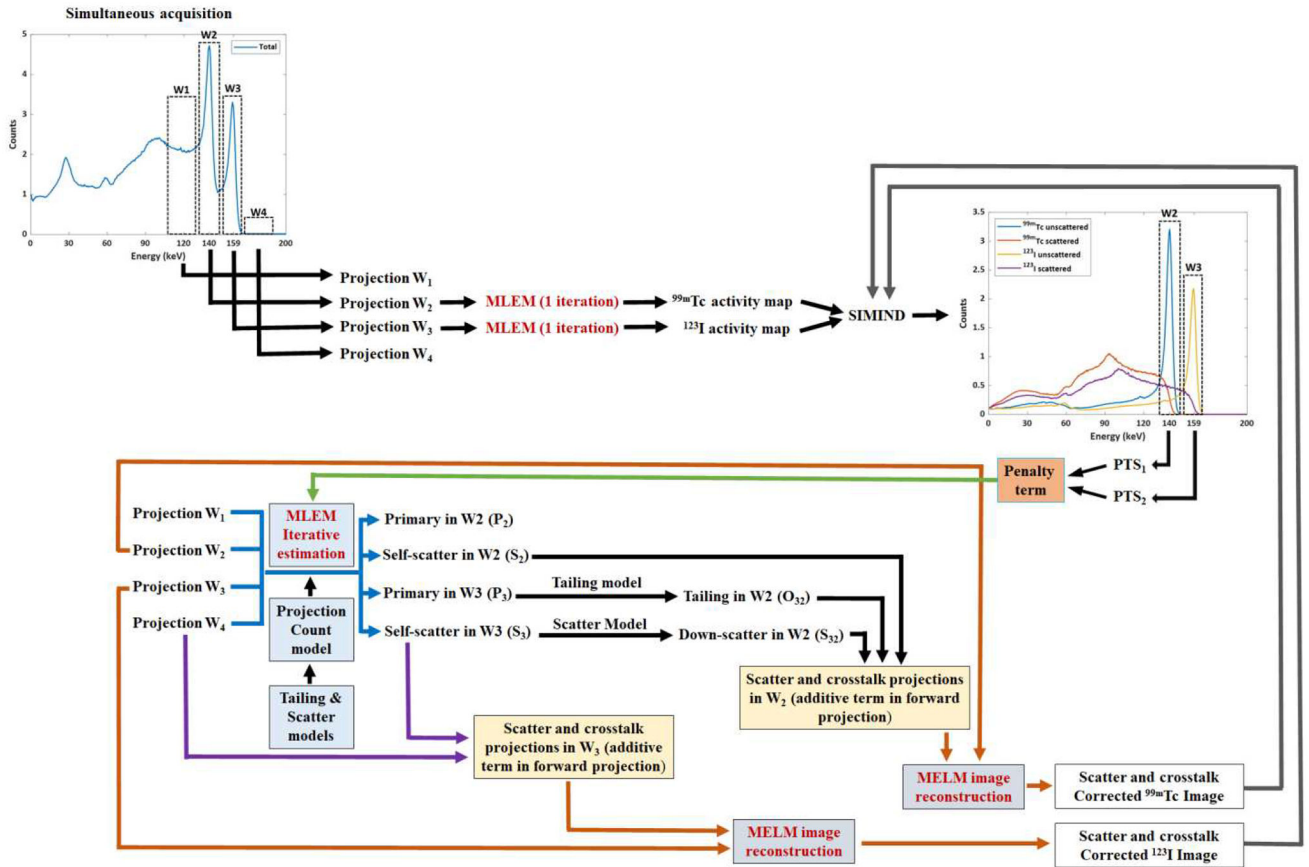 Simultaneous acquisition
5
4
3
2
1
0
Counts
W1
W2
W3
W4
Total
0 30 60 90 120 140 159 200
Energy (keV)
Projection W1
Projection W2
MLEM (1 iteration)
99mTc activity map
Projection W3
MLEM (1 iteration)
123I activity map
Projection W4
SIMIND
3.5
3
2.5
2
1.5
1
0.5
0
Counts
W2
W3
99mTc unscattered
99mTc scattered
123I unscattered
123I scattered
0 30 60 90 120 140 159 200
Energy (keV)
PTS1
PTS2
Penalty
term
Projection W1
Projection W2
Projection W3
Projection W4
MLEM
Iterative
estimation
Projection
Count
model
Tailing &
Scatter
models
Primary in W2 (P2)
Self-scatter in W2 (S2)
Primary in W3 (P3)
Tailing model
Tailing in W2 (O32)
Self-scatter in W3 (S3)
Scatter Model
Down-scatter in W2 (S32)
Scatter and crosstalk projections
in W2 (additive term in forward
projection)
Scatter and crosstalk
projections in W3 (additive
term in forward projection)
MELM image
reconstruction
Scatter and crosstalk
Corrected 99mTc Image
MELM image
reconstruction
Scatter and crosstalk
Corrected 123I Image